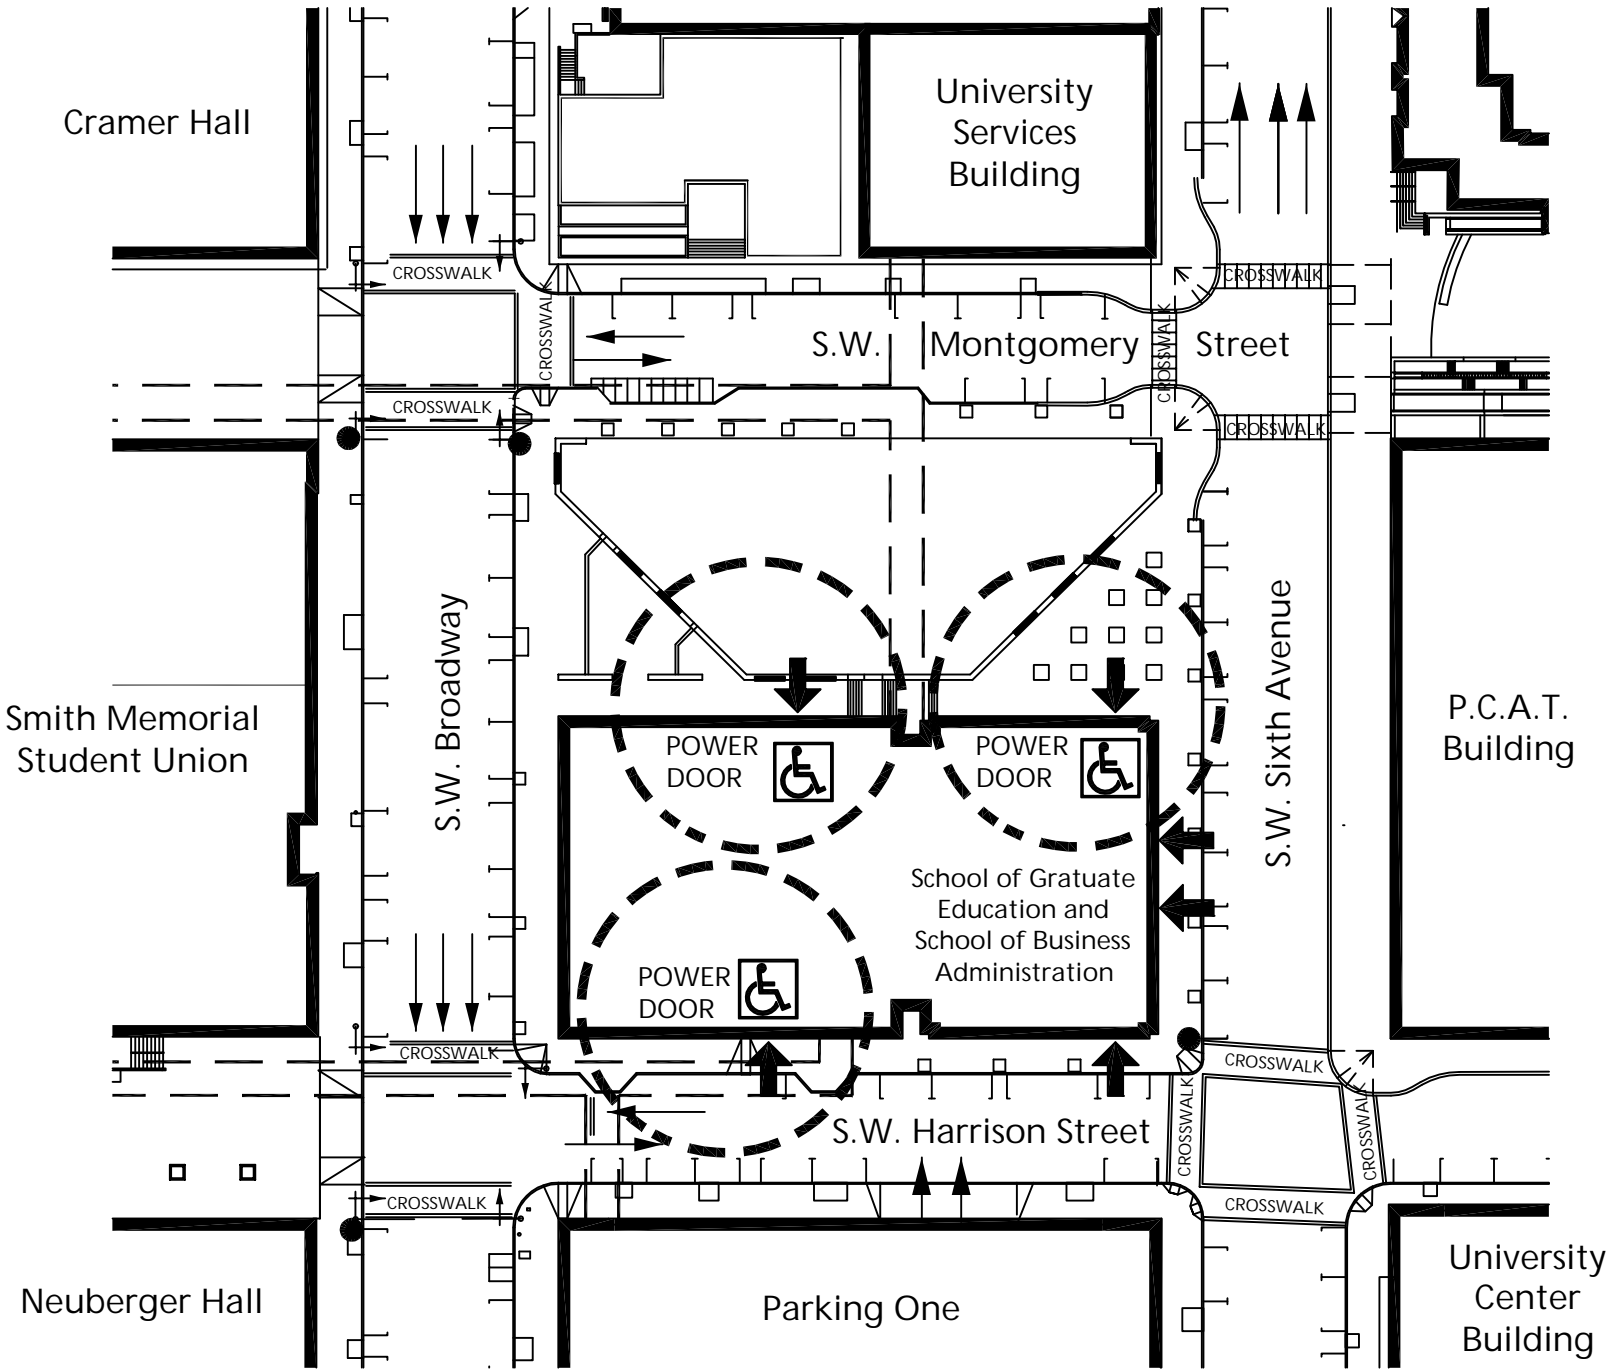 Cramer Hall
University
Services
Building
CROSSWALK
CROSSWALK
CROSSWALK
S.W. Montgomery Street
CROSSWALK
CROSSWALK
CROSSWALK
CROSSWALK
S.W. Broadway
S.W. Sixth Avenue
Smith Memorial
Student Union
P.C.A.T.
Building
POWER
DOOR
POWER
DOOR
School of Gratuate
Education and
School of Business
Administration
POWER
DOOR
CROSSWALK
CROSSWALK
S.W. Harrison Street
CROSSWALK
CROSSWALK
CROSSWALK
CROSSWALK
Neuberger Hall
Parking One
University
Center
Building